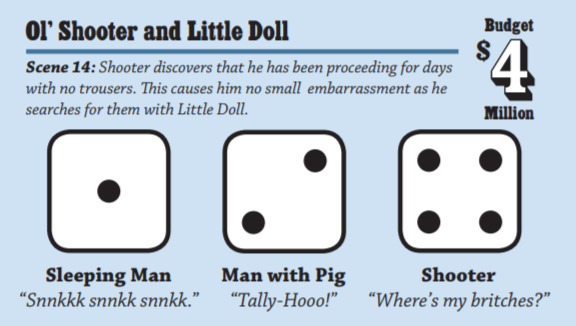 Ol' Shooter and Little Doll
Budget
$4
Million
Scene 14: Shooter discovers that he has been proceeding for days
with no trousers. This causes him no small embarrassment as he
searches for them with Little Doll.
Sleeping Man
"Snnkkk snnkk snnkk."
Man with Pig
"Tally-Hooo!"
Shooter
"Where's my britches?"